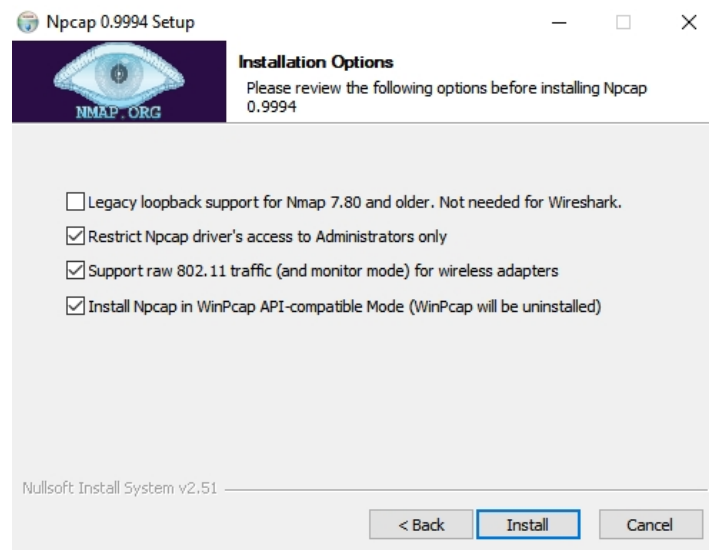 Npcap 0.9994 Setup
NMAP.ORG
Installation Options
Please review the following options before installing Npcap
0.9994
Legacy loopback support for Nmap 7.80 and older. Not needed for Wireshark.
Restrict Npcap driver's access to Administrators only
Support raw 802.11 traffic (and monitor mode) for wireless adapters
Install Npcap in WinPcap API-compatible Mode (WinPcap will be uninstalled)
Nullsoft Install System v2.51
< Back
Install
Cancel